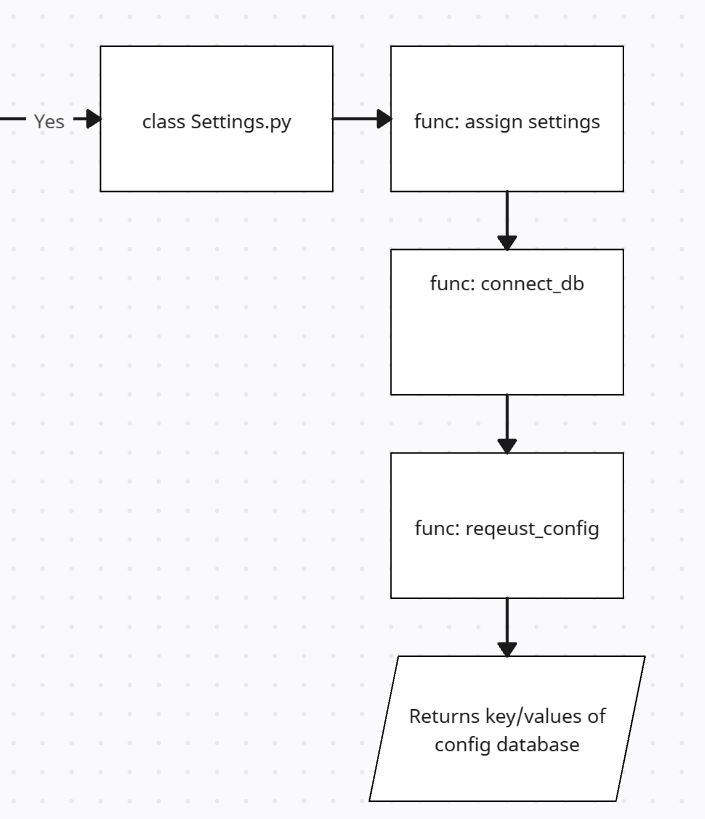 Yes
class Settings.py
func: assign settings
func: connect_db
func: reqeust_config
Returns key/values of
config database